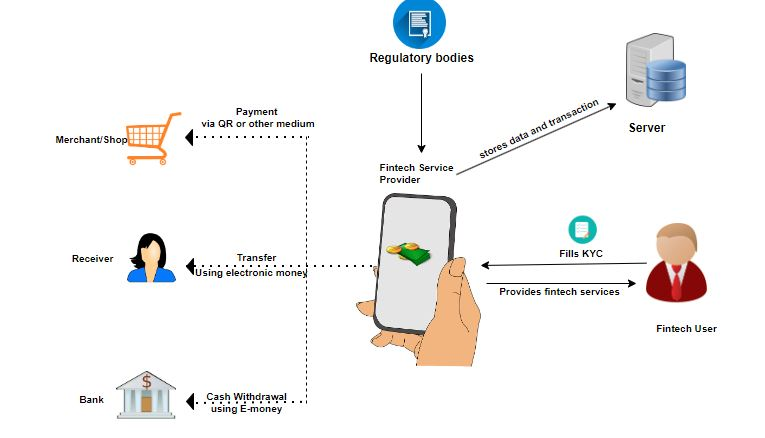 Regulatory bodies
Payment
via QR or other medium
Merchant/Shop
stores data and transaction
Server
Fintech Service
Provider
Fills KYC
Receiver
Transfer
Using electronic money
Provides fintech services
Fintech User
$
Bank
Cash Withdrawal
using E-money